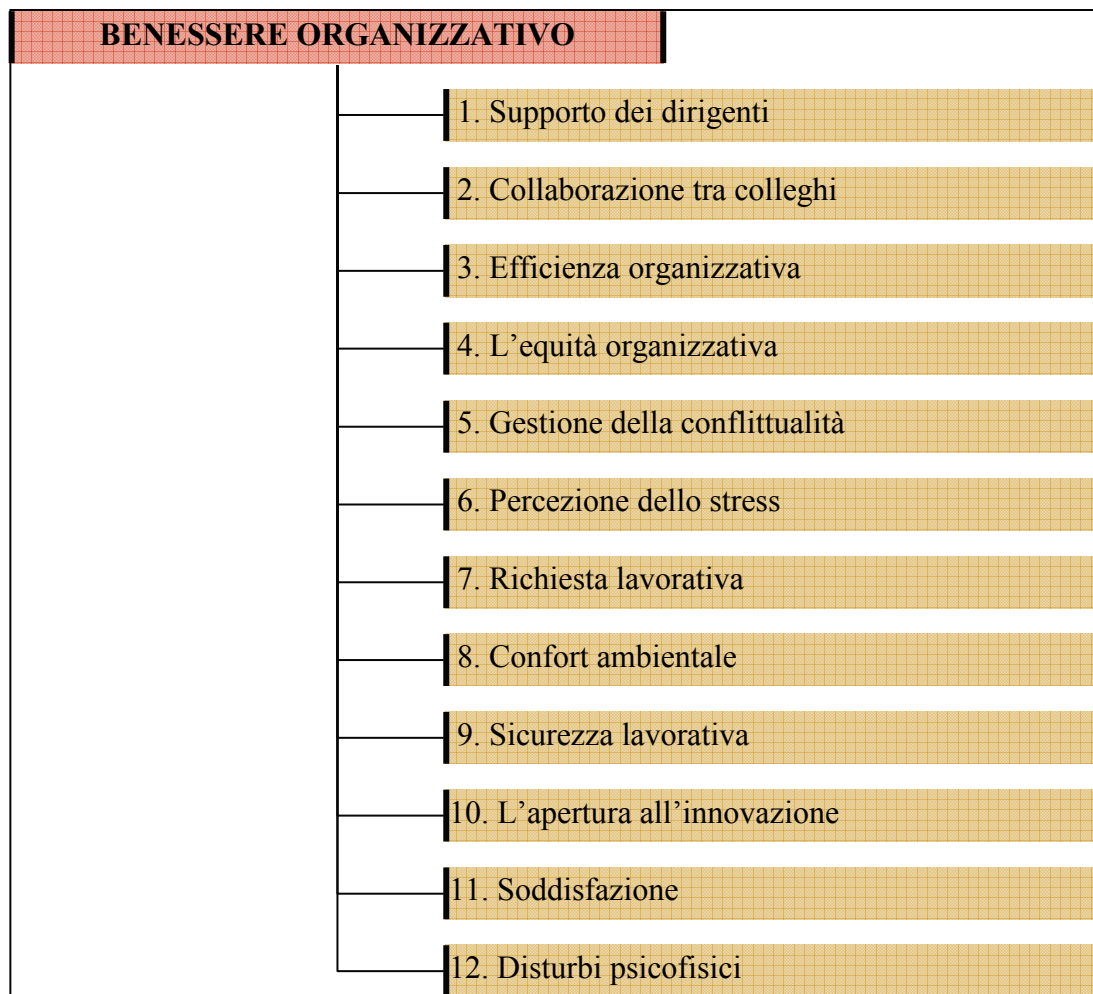 BENESSERE ORGANIZZATIVO
1. Supporto dei dirigenti
2. Collaborazione tra colleghi
3. Efficienza organizzativa
4. L’equità organizzativa
5. Gestione della conflittualità
6. Percezione dello stress
7. Richiesta lavorativa
8. Confort ambientale
9. Sicurezza lavorativa
10. L’apertura all’innovazione
11. Soddisfazione
12. Disturbi psicofisici